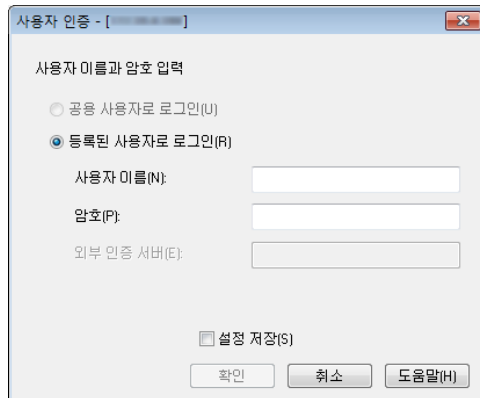 사용자 인증 - [ ]
사용자 이름과 암호 입력
공용 사용자로 로그인(U)
등록된 사용자로 로그인(R)
사용자 이름(N):
암호(P):
외부 인증 서버(E):
설정 저장(S)
확인 취소 도움말(H)